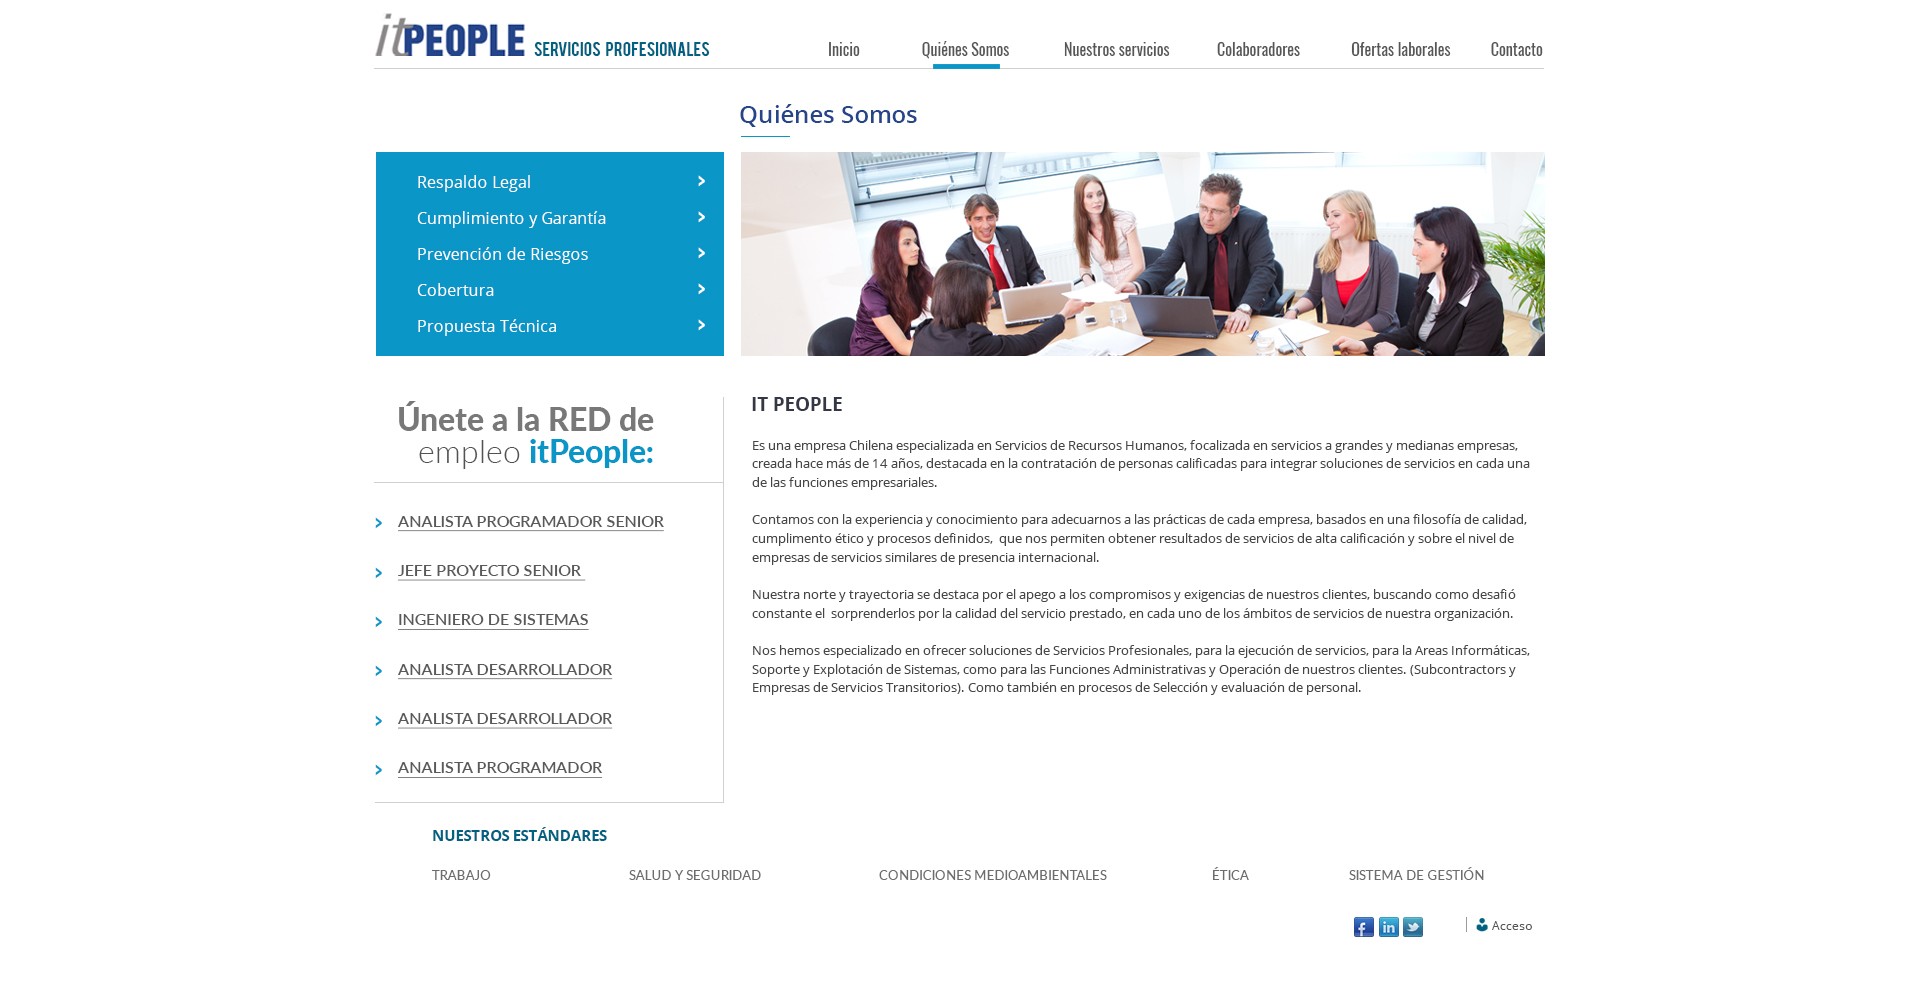 itPEOPLE SERVICIOS PROFESIONALES
Inicio Quiénes Somos Nuestros servicios Colaboradores Ofertas laborales Contacto
Quiénes Somos
Respaldo Legal
Cumplimiento y Garantía
Prevención de Riesgos
Cobertura
Propuesta Técnica
Únete a la RED de
empleo itPeople:
ANALISTA PROGRAMADOR SENIOR
JEFE PROYECTO SENIOR
INGENIERO DE SISTEMAS
ANALISTA DESARROLLADOR
ANALISTA DESARROLLADOR
ANALISTA PROGRAMADOR
IT PEOPLE
Es una empresa Chilena especializada en Servicios de Recursos Humanos, focalizada en servicios a grandes y medianas empresas,
creada hace más de 14 años, destacada en la contratación de personas calificadas para integrar soluciones de servicios en cada una
de las funciones empresariales.
Contamos con la experiencia y conocimiento para adecuarnos a las prácticas de cada empresa, basados en una filosofía de calidad,
cumplimento ético y procesos definidos,  que nos permiten obtener resultados de servicios de alta calificación y sobre el nivel de
empresas de servicios similares de presencia internacional.
Nuestra norte y trayectoria se destaca por el apego a los compromisos y exigencias de nuestros clientes, buscando como desafió
constante el  sorprenderlos por la calidad del servicio prestado, en cada uno de los ámbitos de servicios de nuestra organización.
Nos hemos especializado en ofrecer soluciones de Servicios Profesionales, para la ejecución de servicios, para la Areas Informáticas,
Soporte y Explotación de Sistemas, como para las Funciones Administrativas y Operación de nuestros clientes. (Subcontractors y
Empresas de Servicios Transitorios). Como también en procesos de Selección y evaluación de personal.
NUESTROS ESTÁNDARES
TRABAJO SALUD Y SEGURIDAD CONDICIONES MEDIOAMBIENTALES ÉTICA SISTEMA DE GESTIÓN
f in Acceso